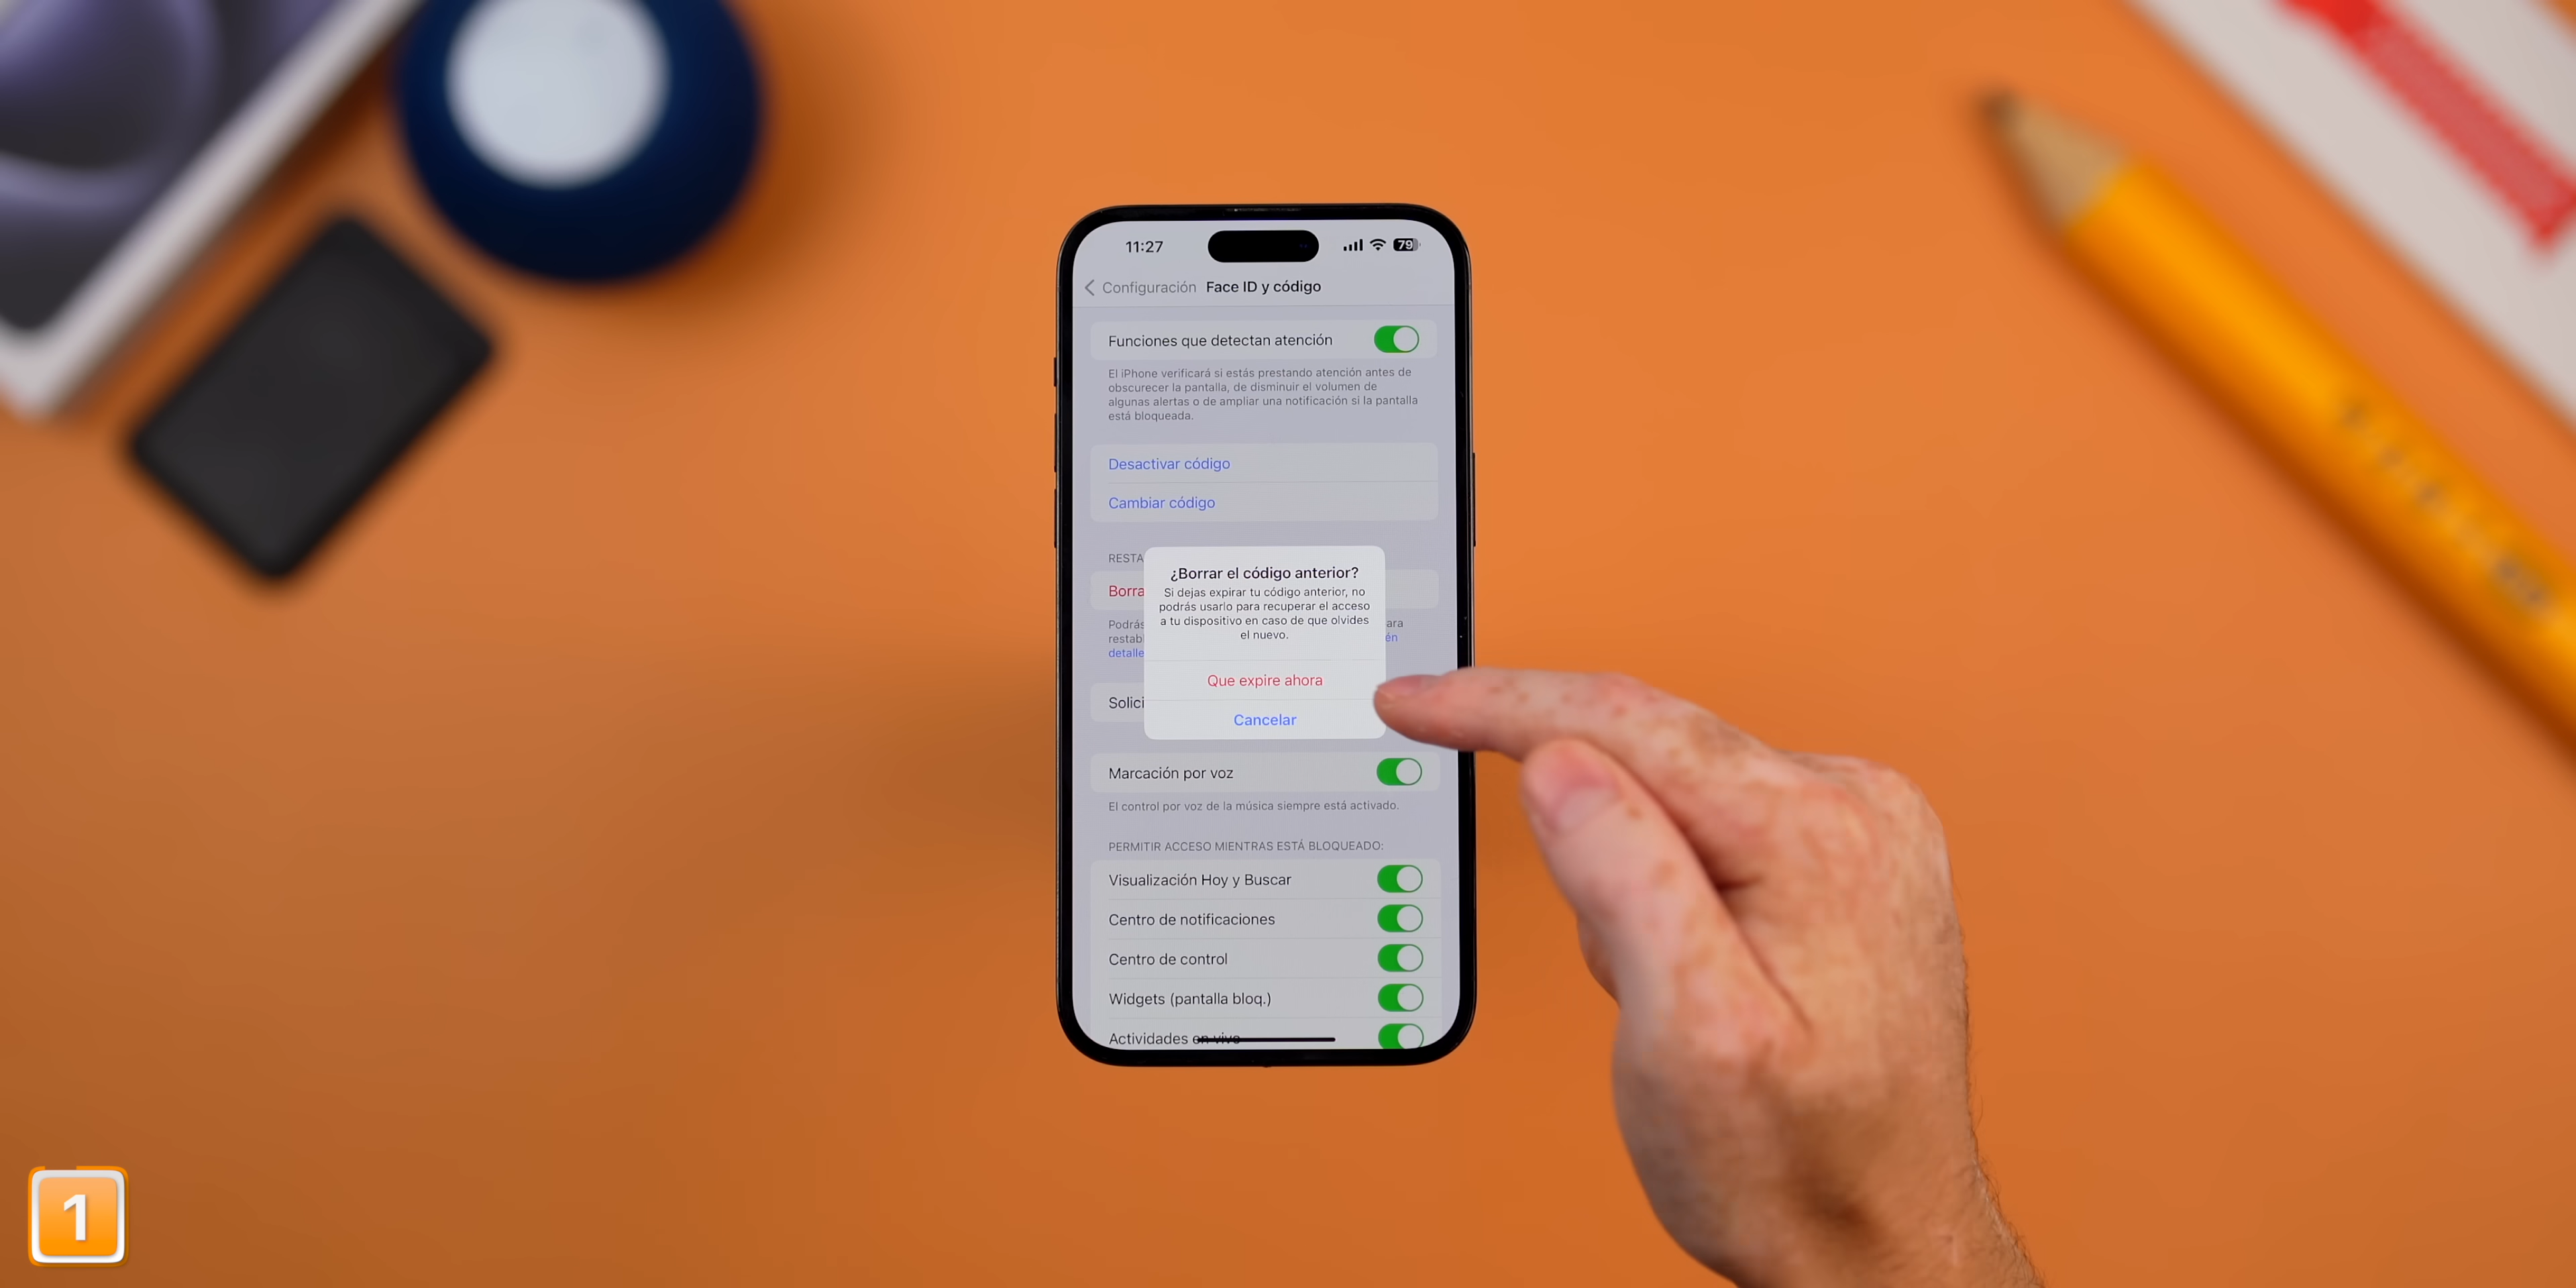 11:27
79
Configuración Face ID y código
Funciones que detectan atención
El iPhone verificará si estás prestando atención antes de
obscurecer la pantalla, de disminuir el volumen de
algunas alertas o de ampliar una notificación si la pantalla
está bloqueada.
Desactivar código
Cambiar código
RESTA
Borra
Podrás
restabl
detalle
ara
én
¿Borrar el código anterior?
Si dejas expirar tu código anterior, no
podrás usarlo para recuperar el acceso
a tu dispositivo en caso de que olvides
el nuevo.
Que expire ahora
Cancelar
Solici
Marcación por voz
El control por voz de la música siempre está activado.
PERMITIR ACCESO MIENTRAS ESTÁ BLOQUEADO:
Visualización Hoy y Buscar
Centro de notificaciones
Centro de control
Widgets (pantalla bloq.)
Actividades en vivo
1